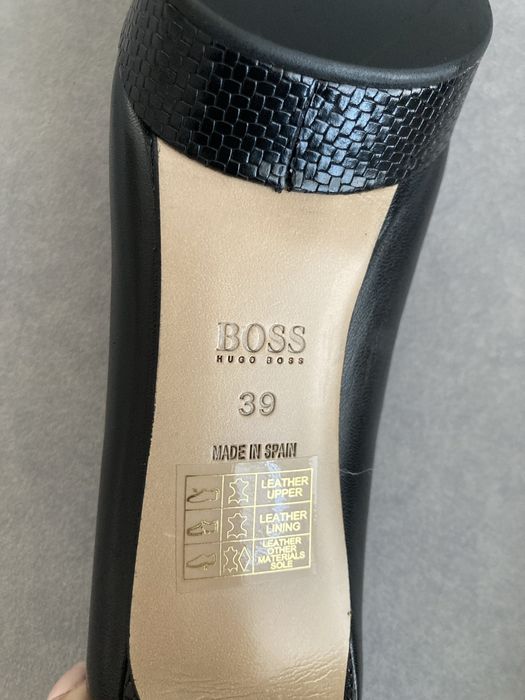 BOSS
HUGO BOSS
39
MADE IN SPAIN
LEATHER
UPPER
LEATHER
LINING
LEATHER
OTHER
MATERIALS
SOLE